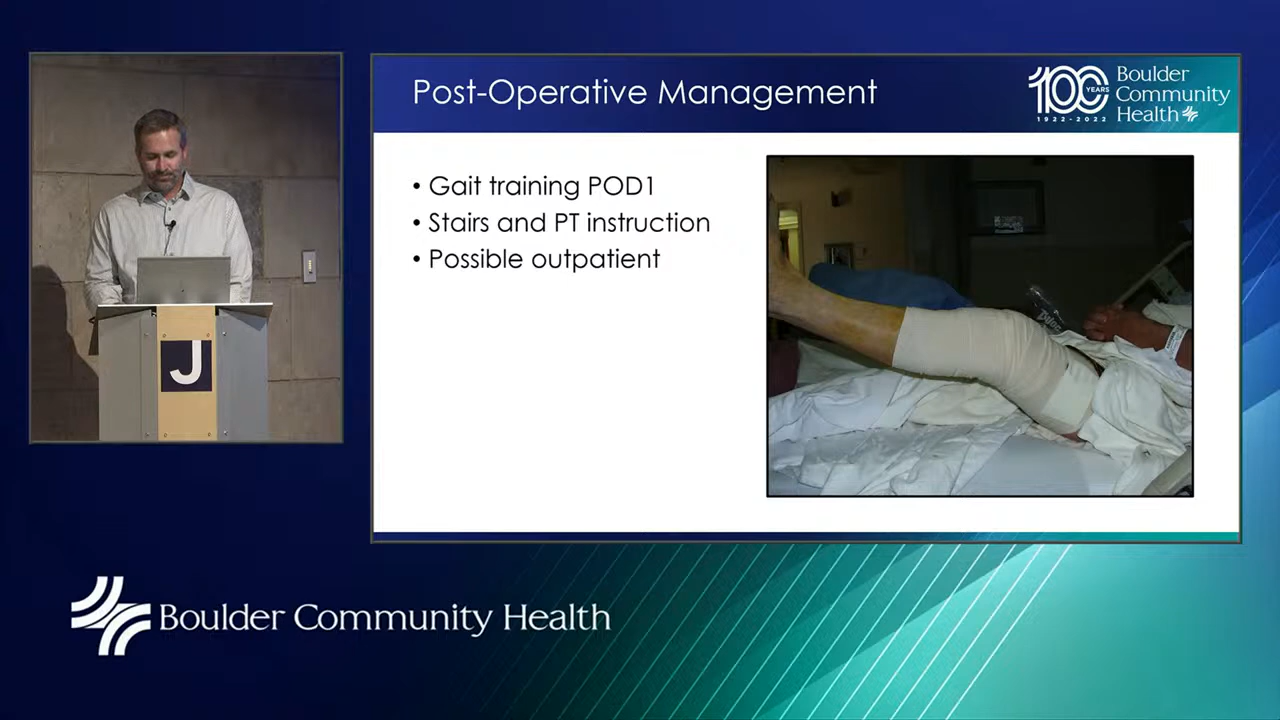 Post-Operative Management
100
YEARS
1922-2022
Boulder
Community
Health
• Gait training POD1
• Stairs and PT instruction
• Possible outpatient
J
Boulder Community Health